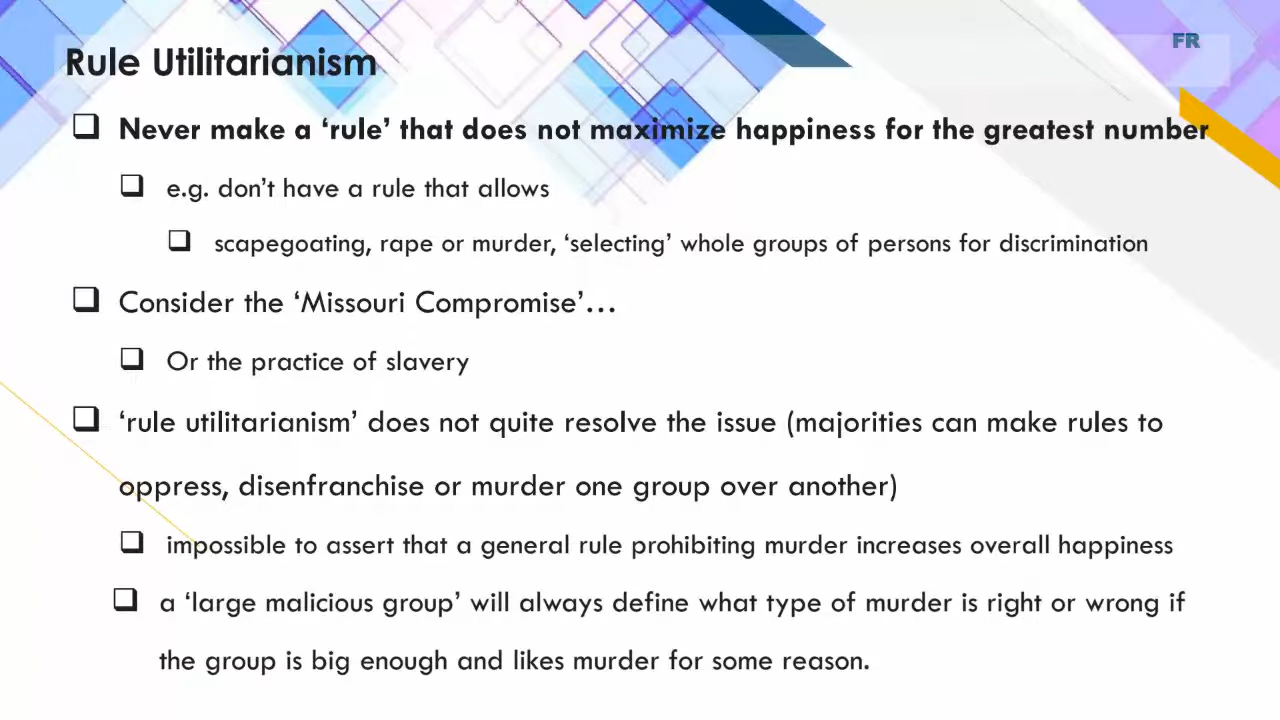 FR
Rule Utilitarianism
❑ Never make a ‘rule’ that does not maximize happiness for the greatest number
❑ e.g. don’t have a rule that allows
❑ scapegoating, rape or murder, ‘selecting’ whole groups of persons for discrimination
❑ Consider the ‘Missouri Compromise’…
❑ Or the practice of slavery
❑ ‘rule utilitarianism’ does not quite resolve the issue (majorities can make rules to
oppress, disenfranchise or murder one group over another)
❑ impossible to assert that a general rule prohibiting murder increases overall happiness
❑ a ‘large malicious group’ will always define what type of murder is right or wrong if
the group is big enough and likes murder for some reason.